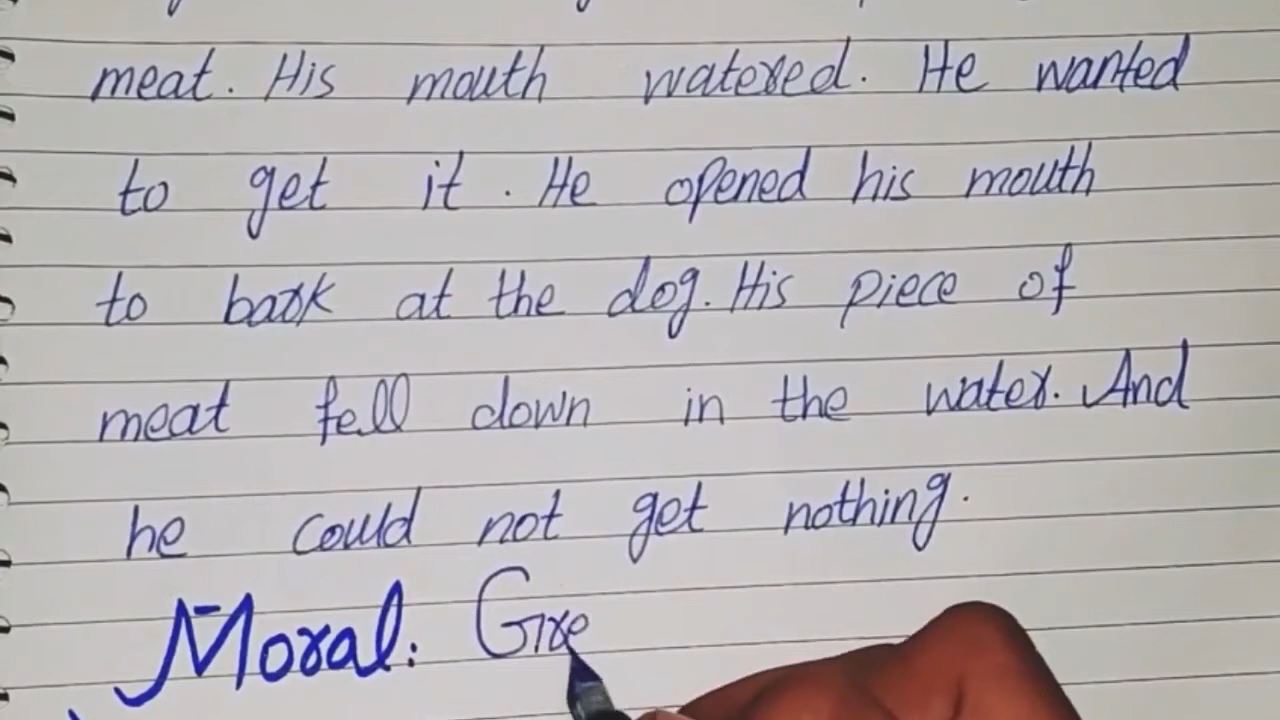 meat. His mouth watered. He wanted
to get it. He opened his mouth
to bark at the dog. His piece of
meat fell down in the water. And
he could not get nothing.
Moral: Gre